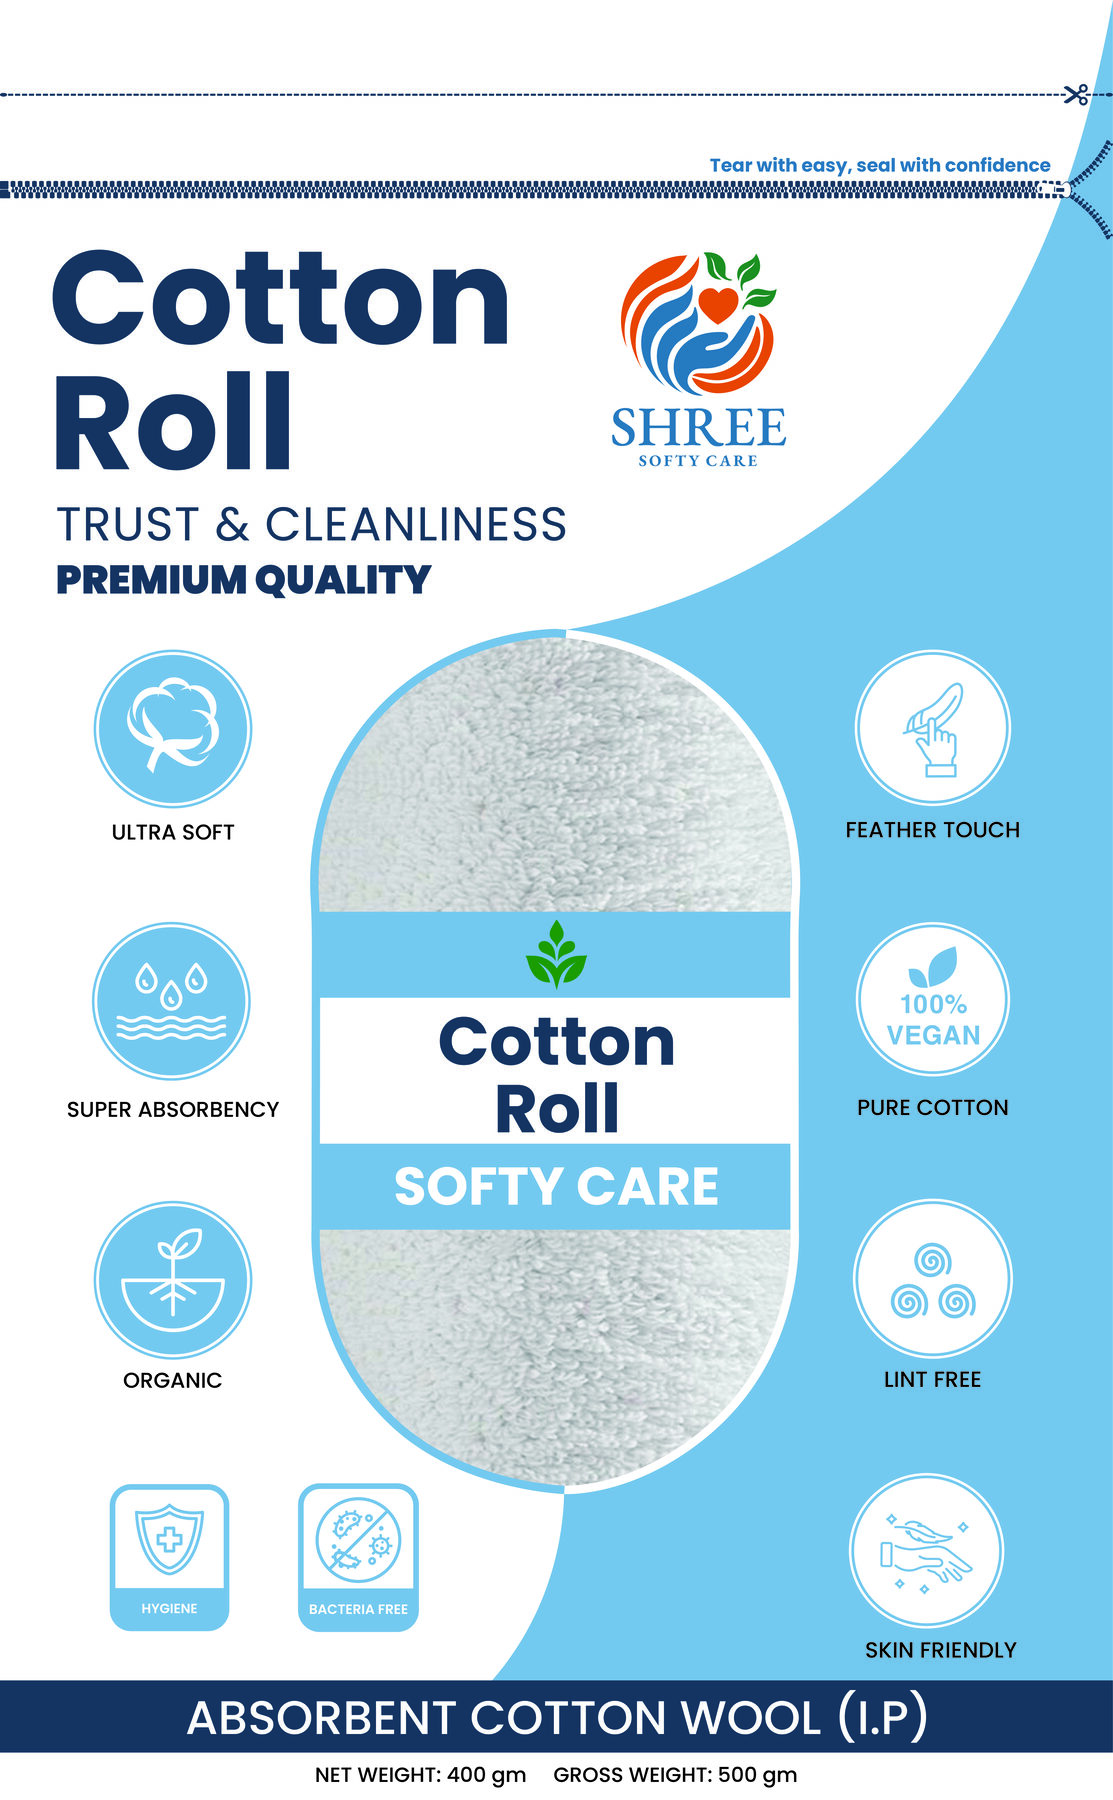 Tear with easy, seal with confidence
Cotton
Roll
SHREE
SOFTY CARE
TRUST & CLEANLINESS
PREMIUM QUALITY
ULTRA SOFT
FEATHER TOUCH
SUPER ABSORBENCY
100%
VEGAN
PURE COTTON
Cotton
Roll
SOFTY CARE
ORGANIC
LINT FREE
HYGIENE
BACTERIA FREE
SKIN FRIENDLY
ABSORBENT COTTON WOOL (I.P)
NET WEIGHT: 400 gm GROSS WEIGHT: 500 gm